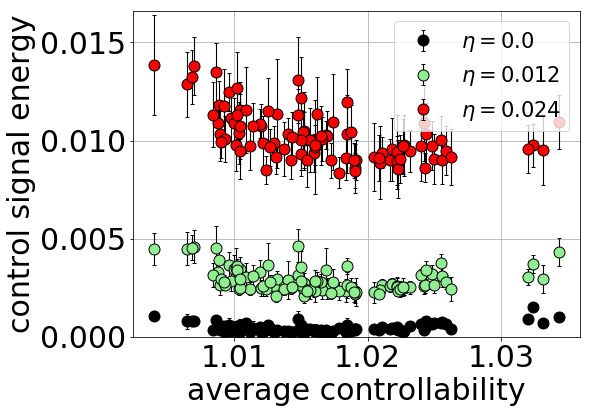 control signal energy
0.015
0.010
0.005
0.000
η = 0.0
η = 0.012
η = 0.024
1.01 1.02 1.03
average controllability